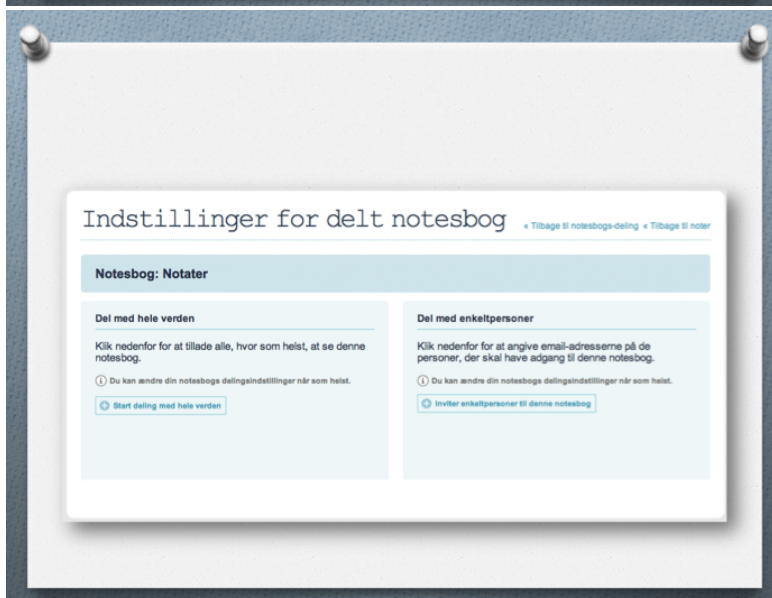 Indstillinger for delt notesbog
« Tilbage til notesbogs-deling « Tilbage til noter
Notesbog: Notater
Del med hele verden
Klik nedenfor for at tillade alle, hvor som helst, at se denne
notesbog.
Du kan ændre din notesbogs delingsindstillinger når som helst.
Start deling med hele verden
Del med enkeltpersoner
Klik nedenfor for at angive email-adresserne på de
personer, der skal have adgang til denne notesbog.
Du kan ændre din notesbogs delingsindstillinger når som helst.
Inviter enkeltpersoner til denne notesbog